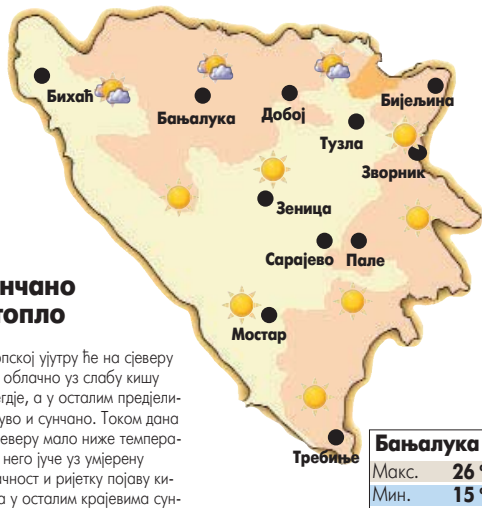 Бихаћ
Бањалука
Добој
Бијељина
Тузла
Зворник
Зеница
Сарајево
Пале
Мостар
Требиње
нчано
топло
пској ујутру ће на сјеверу
облачно уз слабу кишу
гдје, а у осталим предјели-
уво и сунчано. Током дана
еверу мало ниже темпера-
него јуче уз умјерену
чност и ријетку појаву ки-
а у осталим крајевима сун-
Бањалука
Макс. 26 °
Мин. 15 °